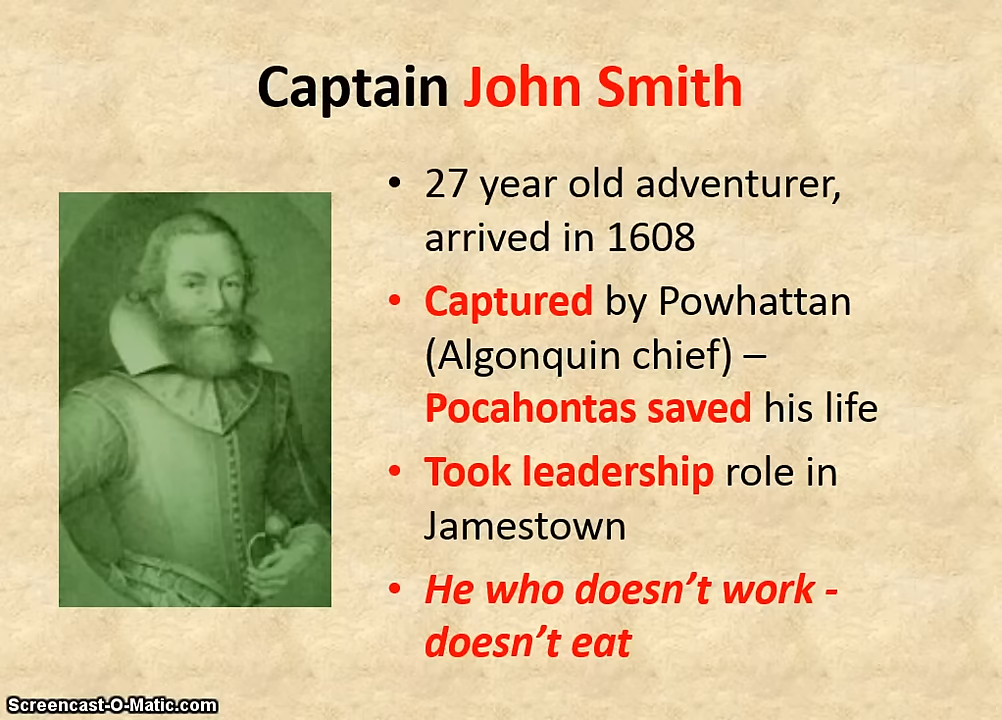 Captain John Smith
• 27 year old adventurer,
arrived in 1608
• Captured by Powhattan
(Algonquin chief) –
Pocahontas saved his life
• Took leadership role in
Jamestown
• He who doesn’t work -
doesn’t eat
Screencast-O-Matic.com